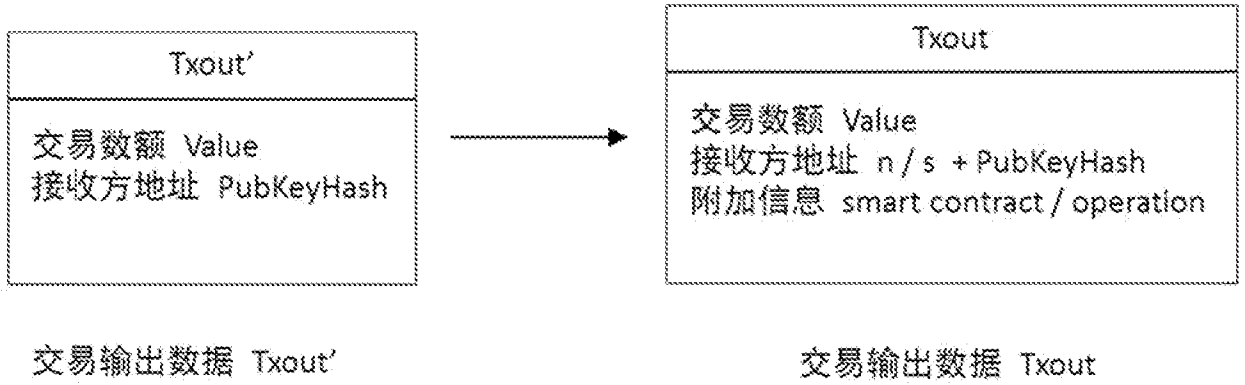 Txout'
交易数额 Value
接收方地址 PubKeyHash
交易输出数据 Txout'
Txout
交易数额 Value
接收方地址 n / s + PubKeyHash
附加信息 smart contract / operation
交易输出数据 Txout